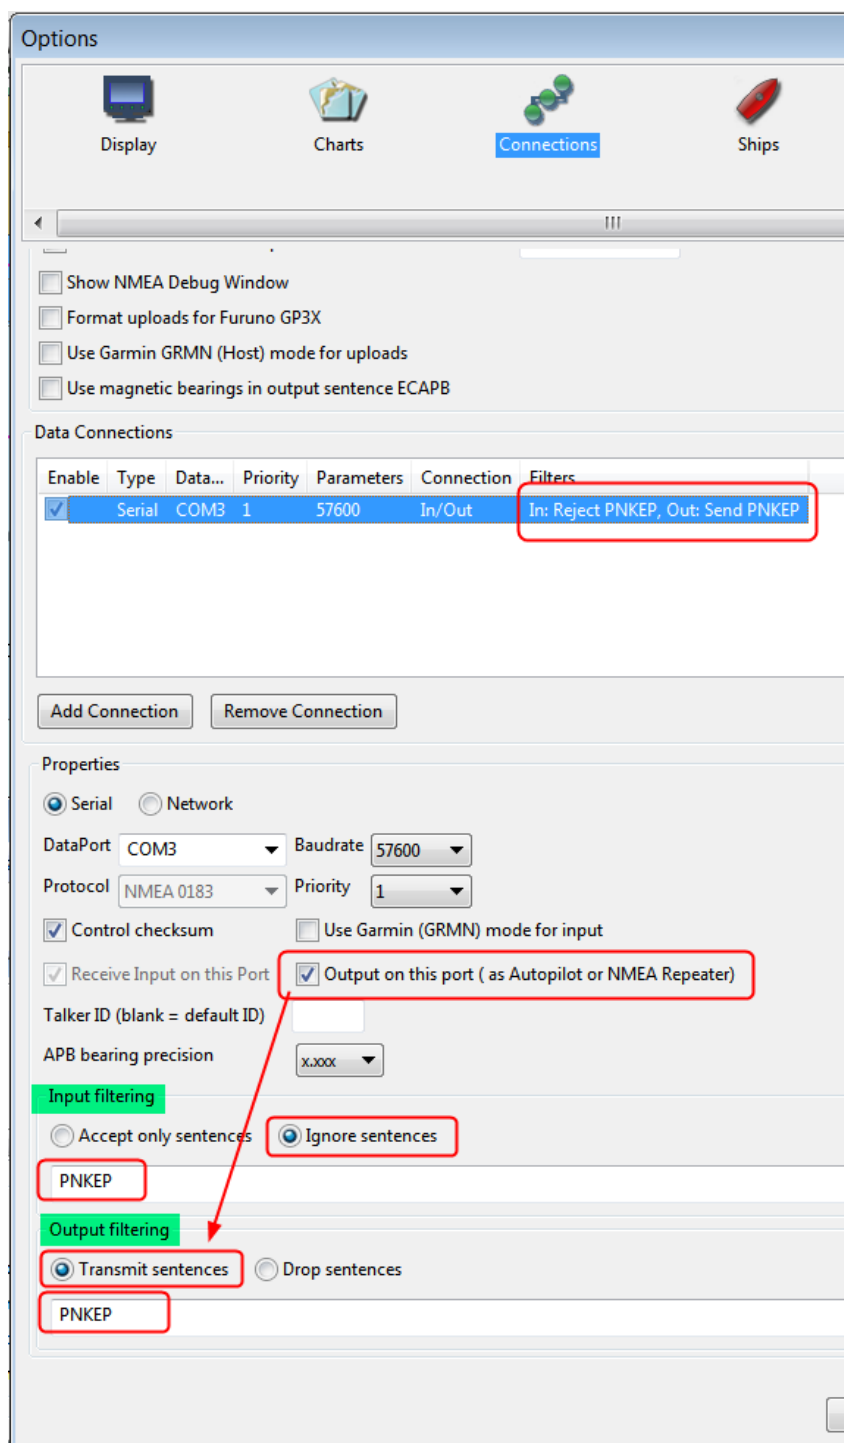 Options
Display Charts Connections Ships
Show NMEA Debug Window
Format uploads for Furuno GP3X
Use Garmin GRMN (Host) mode for uploads
Use magnetic bearings in output sentence ECAPB
Data Connections
Enable Type Data... Priority Parameters Connection Filters
Serial COM3 1 57600 In/Out In: Reject PNKEP, Out: Send PNKEP
Add Connection Remove Connection
Properties
Serial Network
DataPort COM3 Baudrate 57600
Protocol NMEA 0183 Priority 1
Control checksum Use Garmin (GRMN) mode for input
Receive Input on this Port Output on this port ( as Autopilot or NMEA Repeater)
Talker ID (blank = default ID)
APB bearing precision x.xxx
Input filtering
Accept only sentences Ignore sentences
PNKEP
Output filtering
Transmit sentences Drop sentences
PNKEP